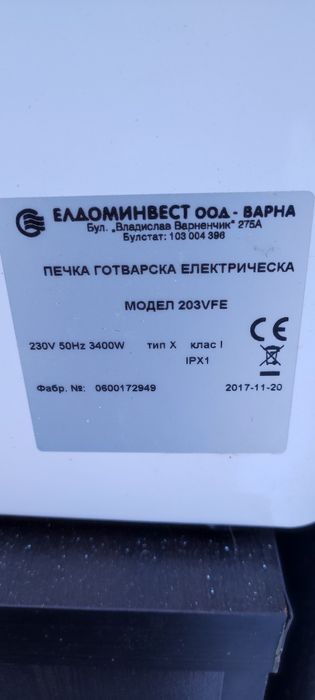 ЕЛДОМИНВЕСТ ООД - ВАРНА
Бул. „Владислав Варненчик" 275А
Булстат: 103 004 396
ПЕЧКА ГОТВАРСКА ЕЛЕКТРИЧЕСКА
МОДЕЛ 203VFE
CE
230V 50Hz 3400W тип X клас I
IPX1
Фабр. №: 0600172949 2017-11-20